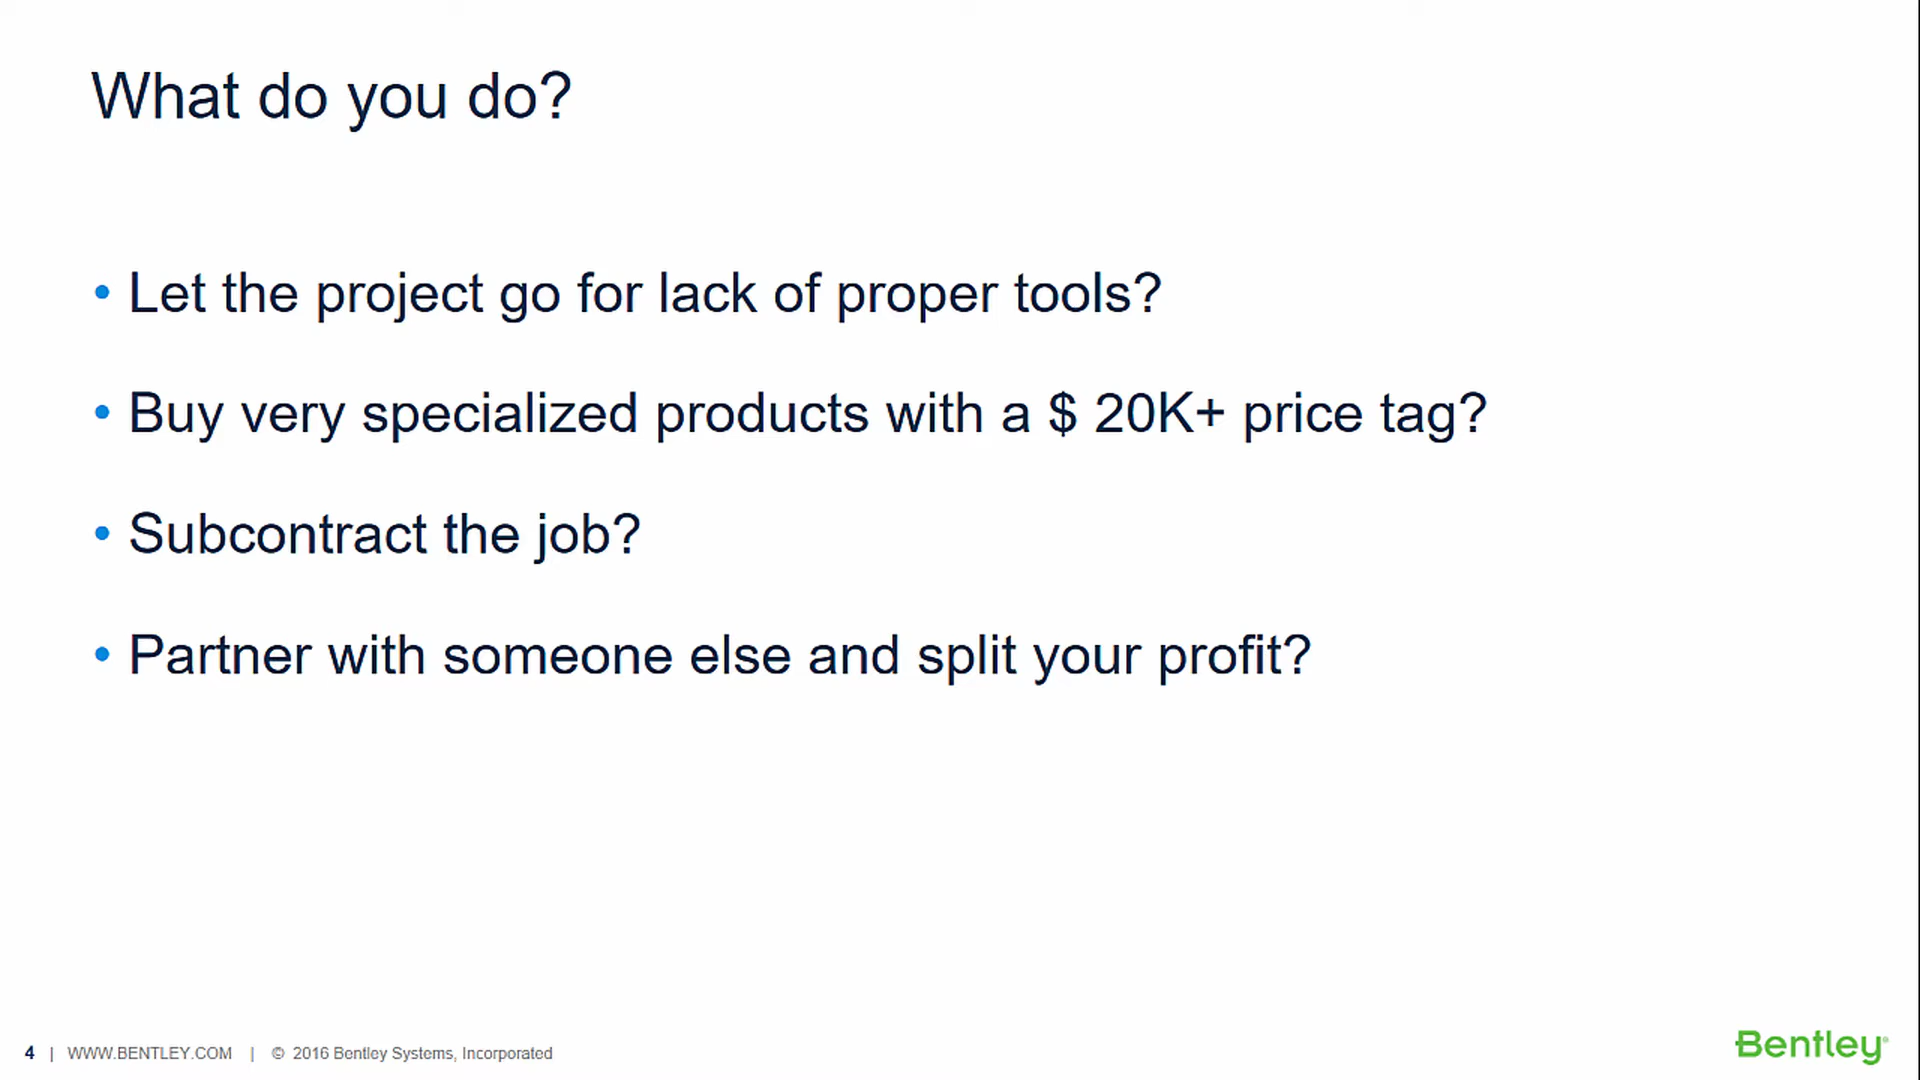 What do you do?
• Let the project go for lack of proper tools?
• Buy very specialized products with a $ 20K+ price tag?
• Subcontract the job?
• Partner with someone else and split your profit?
4 | WWW.BENTLEY.COM | © 2016 Bentley Systems, Incorporated
Bentley®